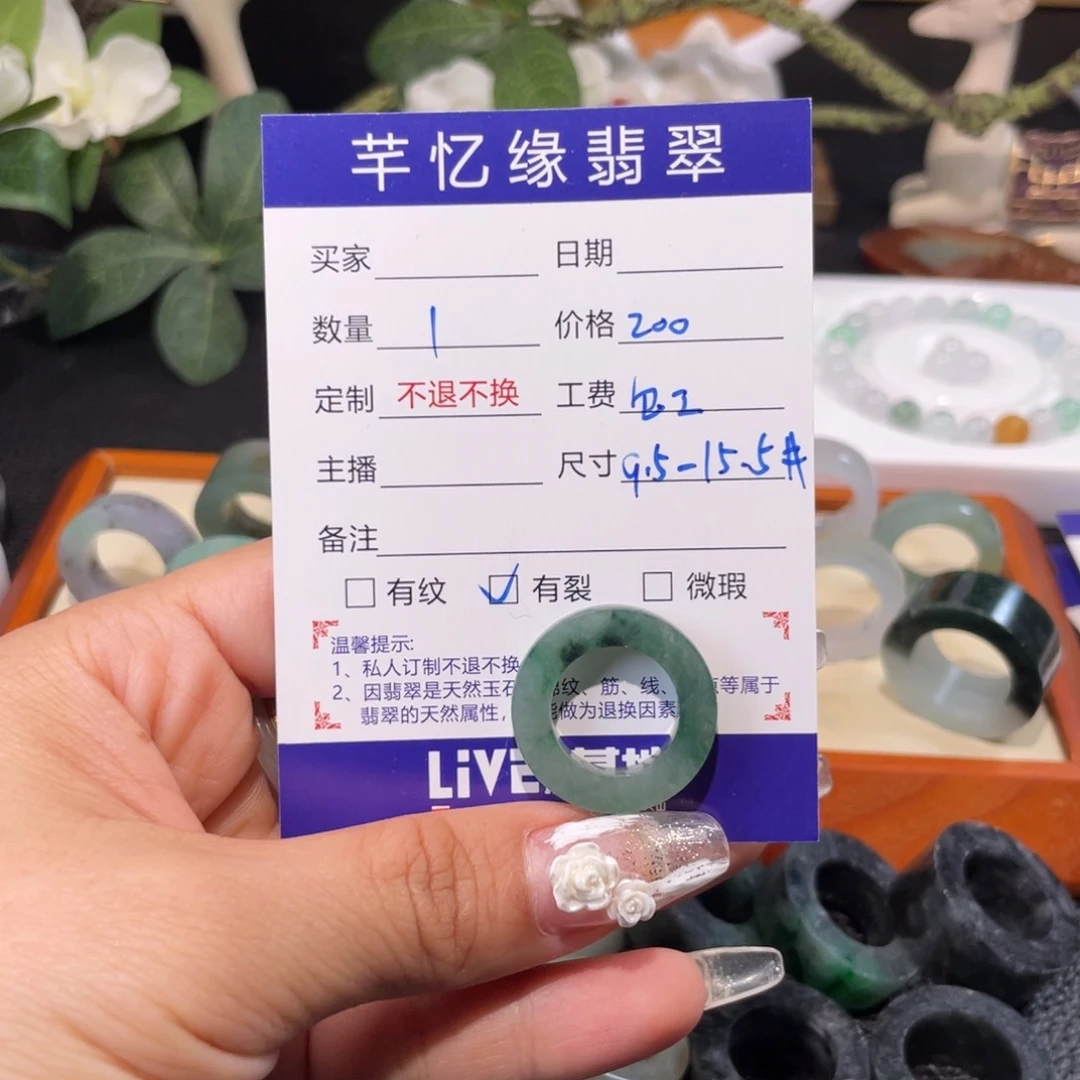 芊忆缘翡翠
买家 日期
数量 1 价格 200
定制 不退不换 工费 包工
主播 尺寸 9.5-15.5#
备注
有纹 有裂 微瑕
温馨提示:
1、私人订制不退不换
2、因翡翠是天然玉石 纹、筋、线、 等属于
翡翠的天然属性, 做为退换因素
LIVE 基地